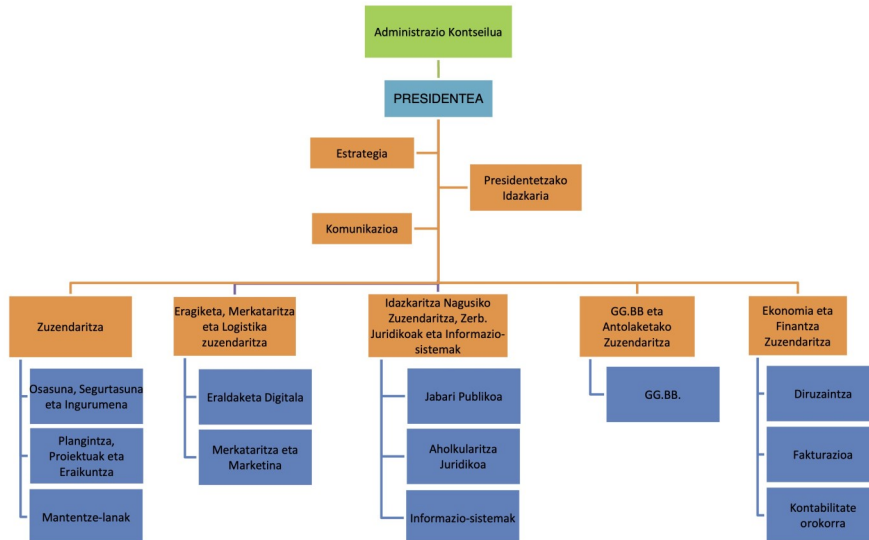 Administrazio Kontseilua
PRESIDENTEA
Estrategia
Presidentetzako
Idazkaria
Komunikazioa
Zuzendaritza
Osasuna, Segurtasuna
eta Ingurumena
Plangintza,
Proiektuak eta
Eraikuntza
Mantentze-lanak
Eragiketa, Merkataritza
eta Logistika
zuzendaritza
Eraldaketa Digitala
Merkataritza eta
Marketina
Idazkaritza Nagusiko
Zuzendaritza, Zerb.
Juridikoak eta Informazio-
sistemak
Jabari Publikoa
Aholkularitza
Juridikoa
Informazio-sistemak
GG.BB eta
Antolaketako
Zuzendaritza
GG.BB.
Ekonomia eta
Finantza
Zuzendaritza
Diruzaintza
Fakturazioa
Kontabilitate
orokorra